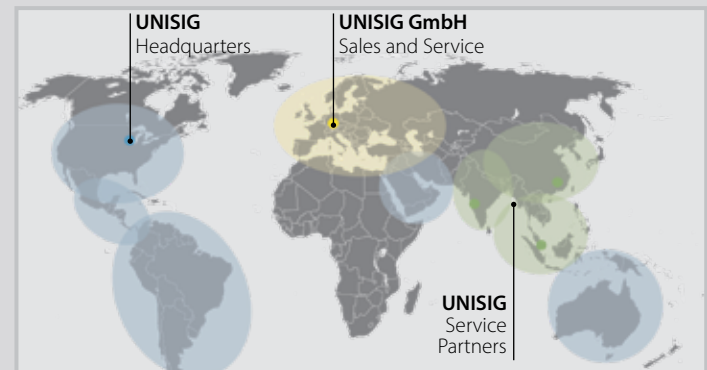 UNISIG
Headquarters
UNISIG GmbH
Sales and Service
UNISIG
Service
Partners